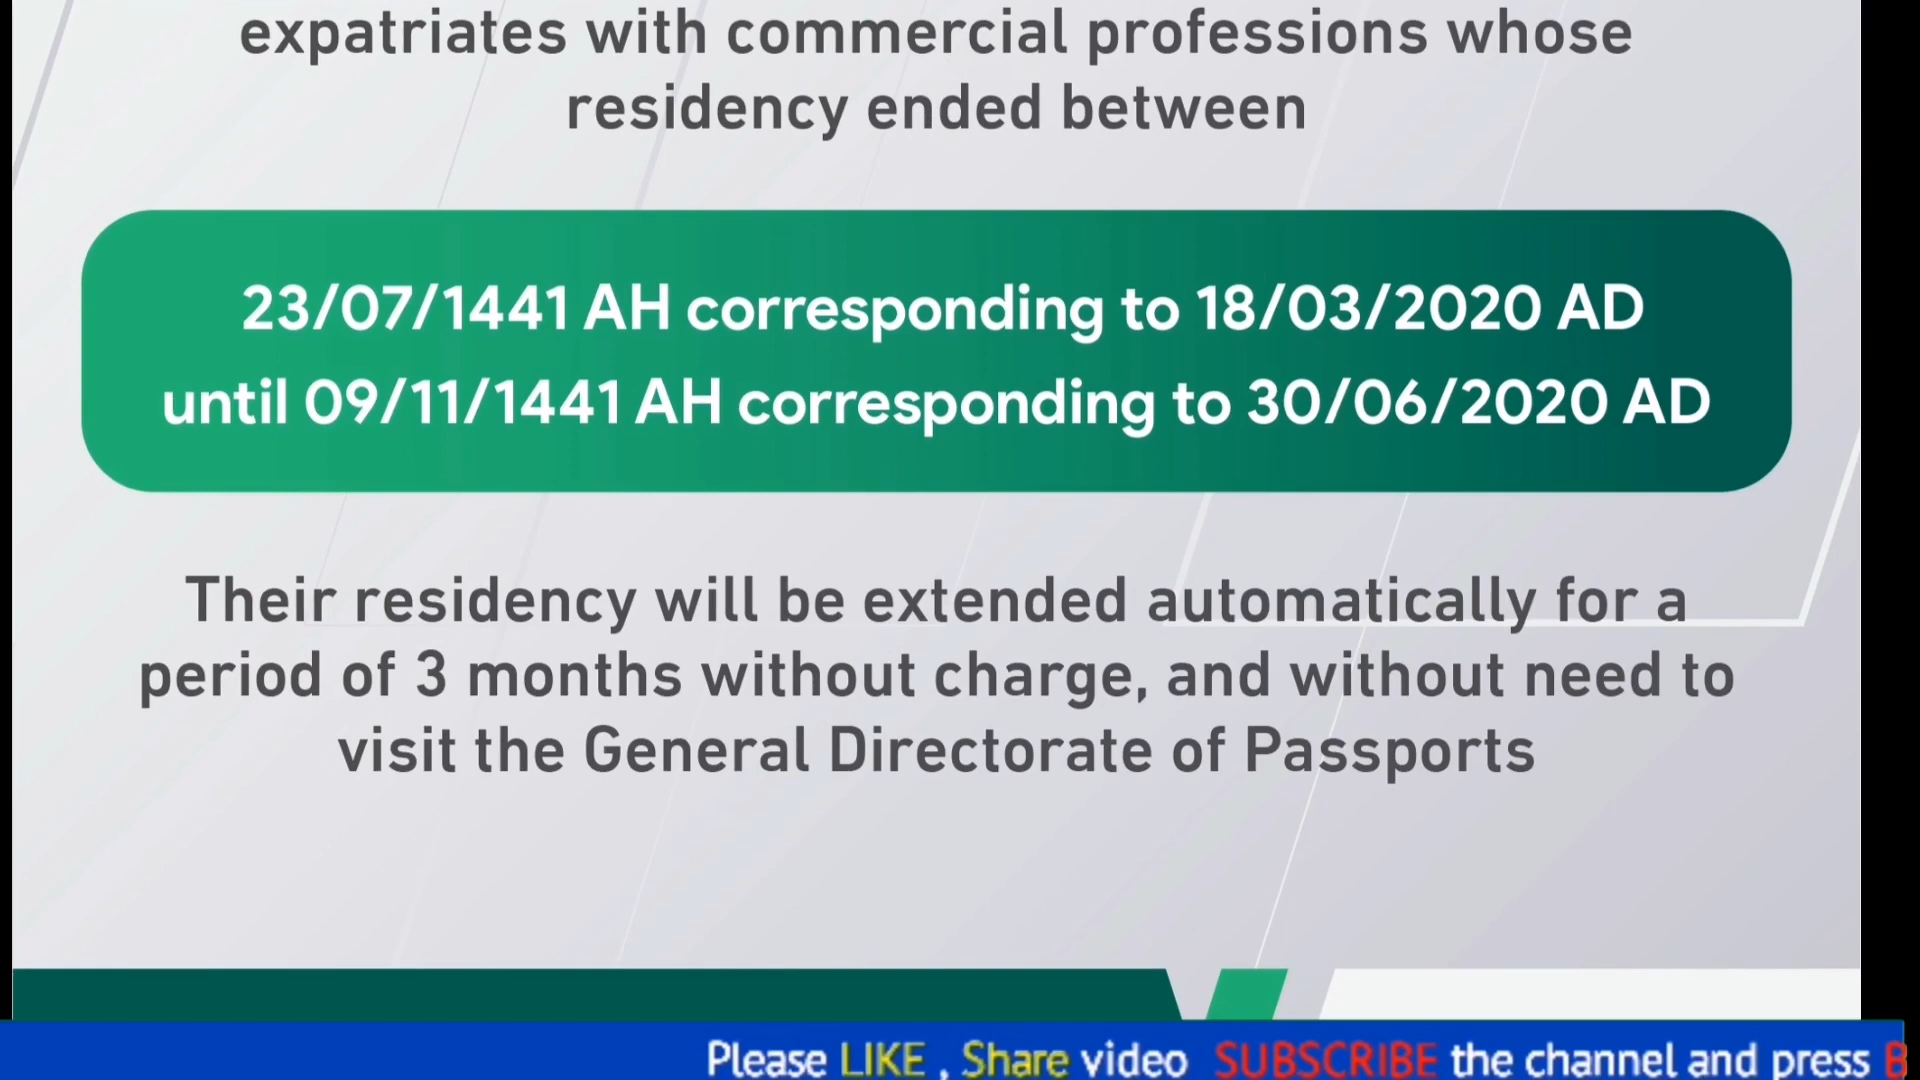 expatriates with commercial professions whose
residency ended between
23/07/1441 AH corresponding to 18/03/2020 AD
until 09/11/1441 AH corresponding to 30/06/2020 AD
Their residency will be extended automatically for a
period of 3 months without charge, and without need to
visit the General Directorate of Passports
Please LIKE , Share video SUBSCRIBE the channel and press B